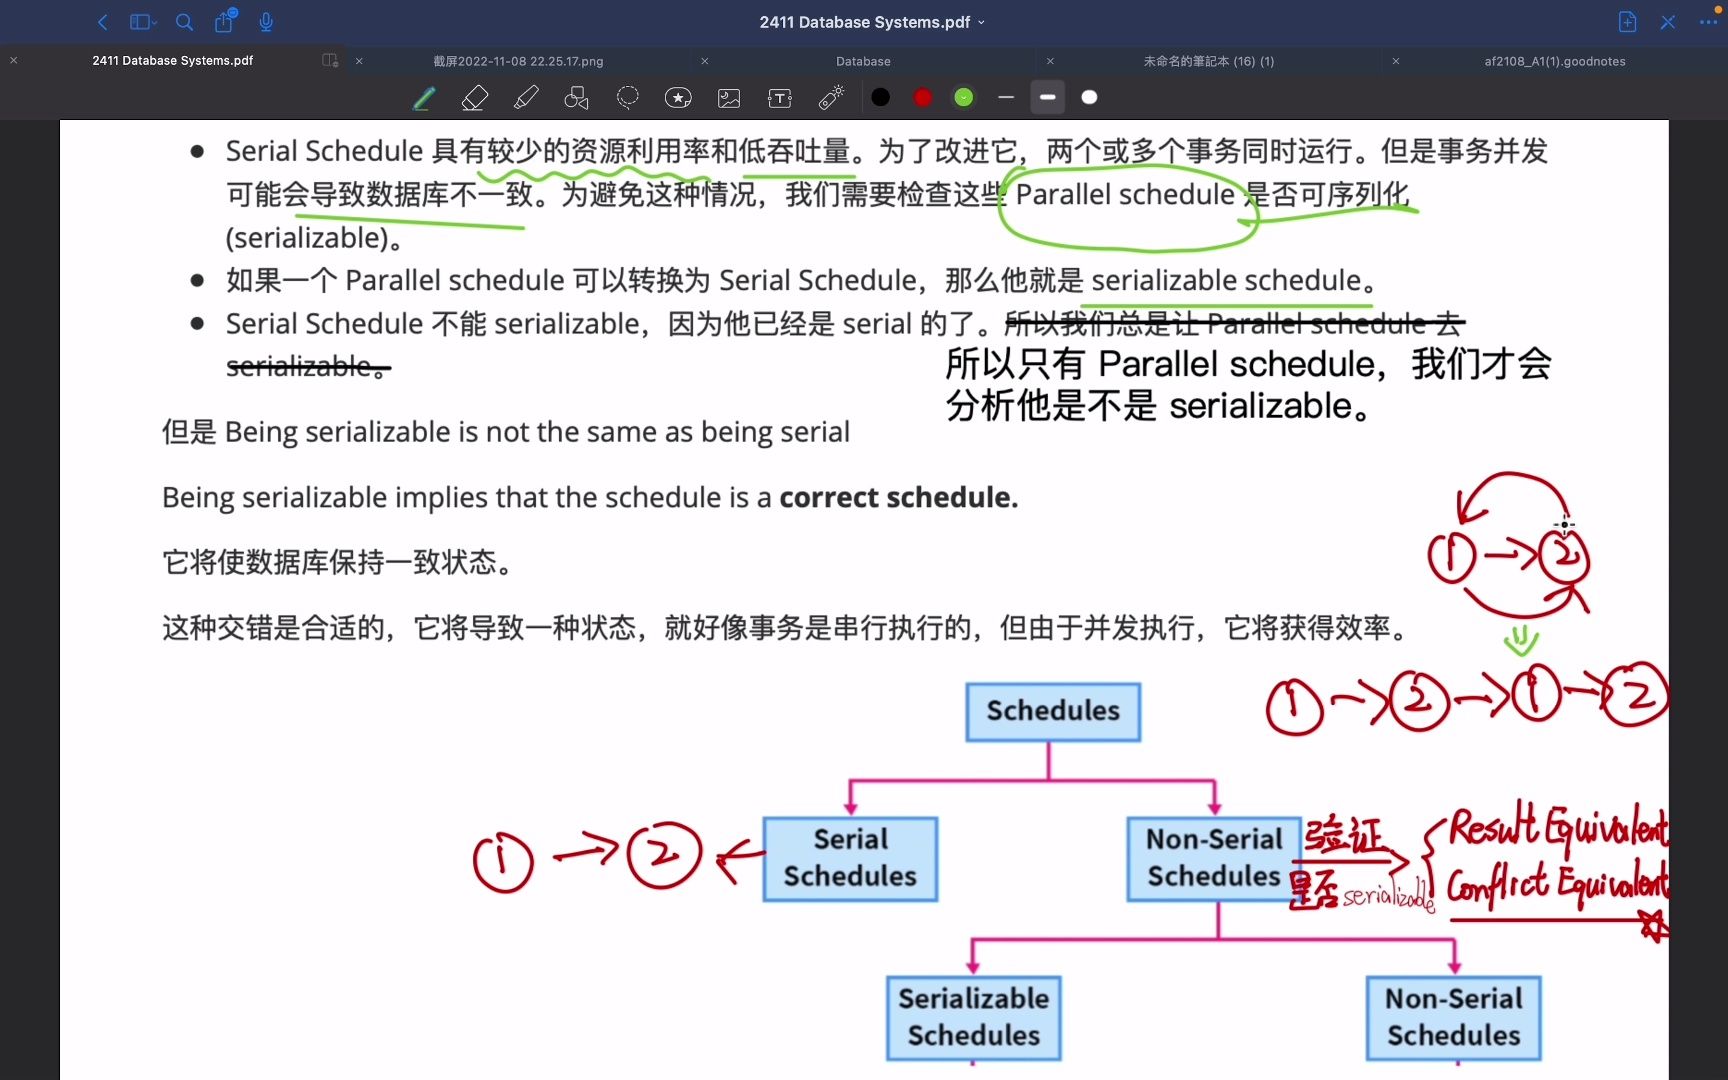 2411 Database Systems.pdf
2411 Database Systems.pdf
截屏2022-11-08 22.25.17.png
Database
未命名的筆記本 (16) (1)
af2108_A1(1).goodnotes
Serial Schedule 具有较少的资源利用率和低吞吐量。为了改进它，两个或多个事务同时运行。但是事务并发
可能会导致数据库不一致。为避免这种情况，我们需要检查这些 Parallel schedule 是否可序列化
(serializable)。
如果一个 Parallel schedule 可以转换为 Serial Schedule，那么他就是 serializable schedule。
Serial Schedule 不能 serializable，因为他已经是 serial 的了。所以我们总是让 Parallel schedule 去
serializable。
所以只有 Parallel schedule，我们才会
分析他是不是 serializable。
但是 Being serializable is not the same as being serial
Being serializable implies that the schedule is a correct schedule.
它将使数据库保持一致状态。
这种交错是合适的，它将导致一种状态，就好像事务是串行执行的，但由于并发执行，它将获得效率。
1 2
1 2 1 2
Schedules
1 2
Serial
Schedules
Non-Serial
Schedules
验证
是否 serializable
Result Equivalent
Conflict Equivalent
Serializable
Schedules
Non-Serial
Schedules